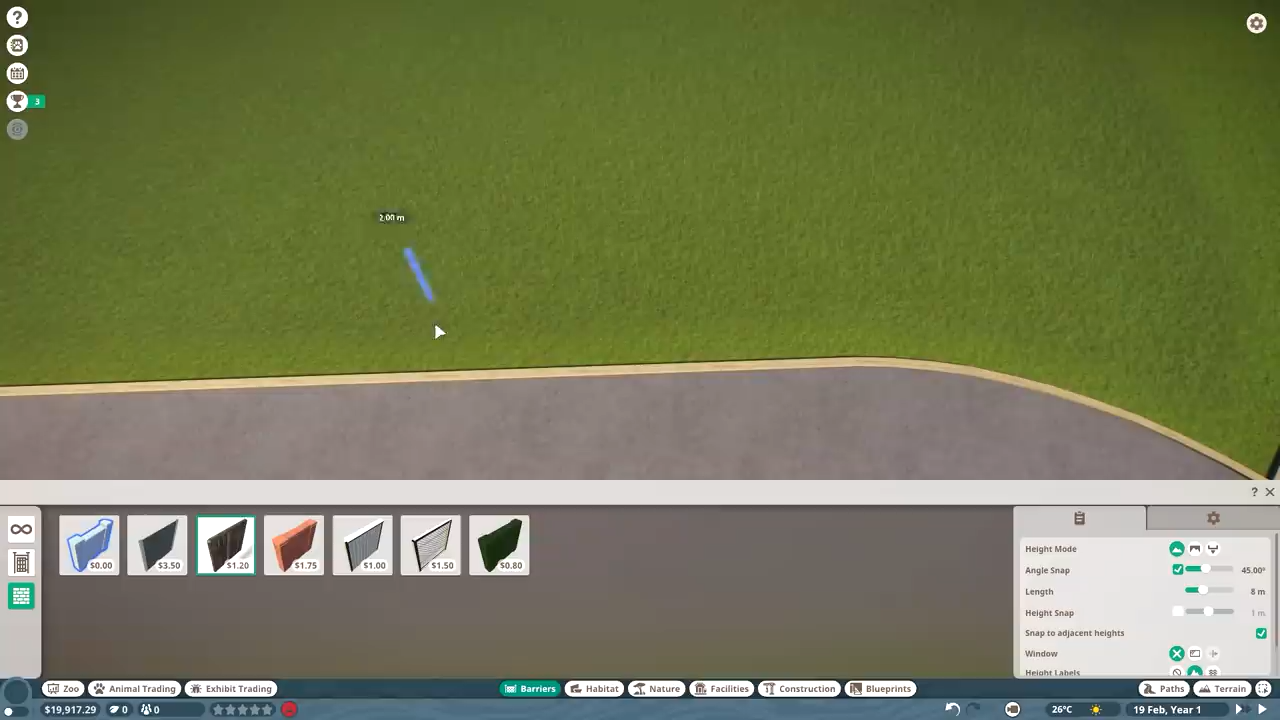 ?
3
2.00 m
?
$0.00
$3.50
$1.20
$1.75
$1.00
$1.50
$0.80
Height Mode
Angle Snap 45.00°
Length 8 m
Height Snap 1 m
Snap to adjacent heights
Window
Height Labels
Zoo
Animal Trading
Exhibit Trading
Barriers
Habitat
Nature
Facilities
Construction
Blueprints
Paths
Terrain
$19,917.29
0
0
26°C
19 Feb, Year 1